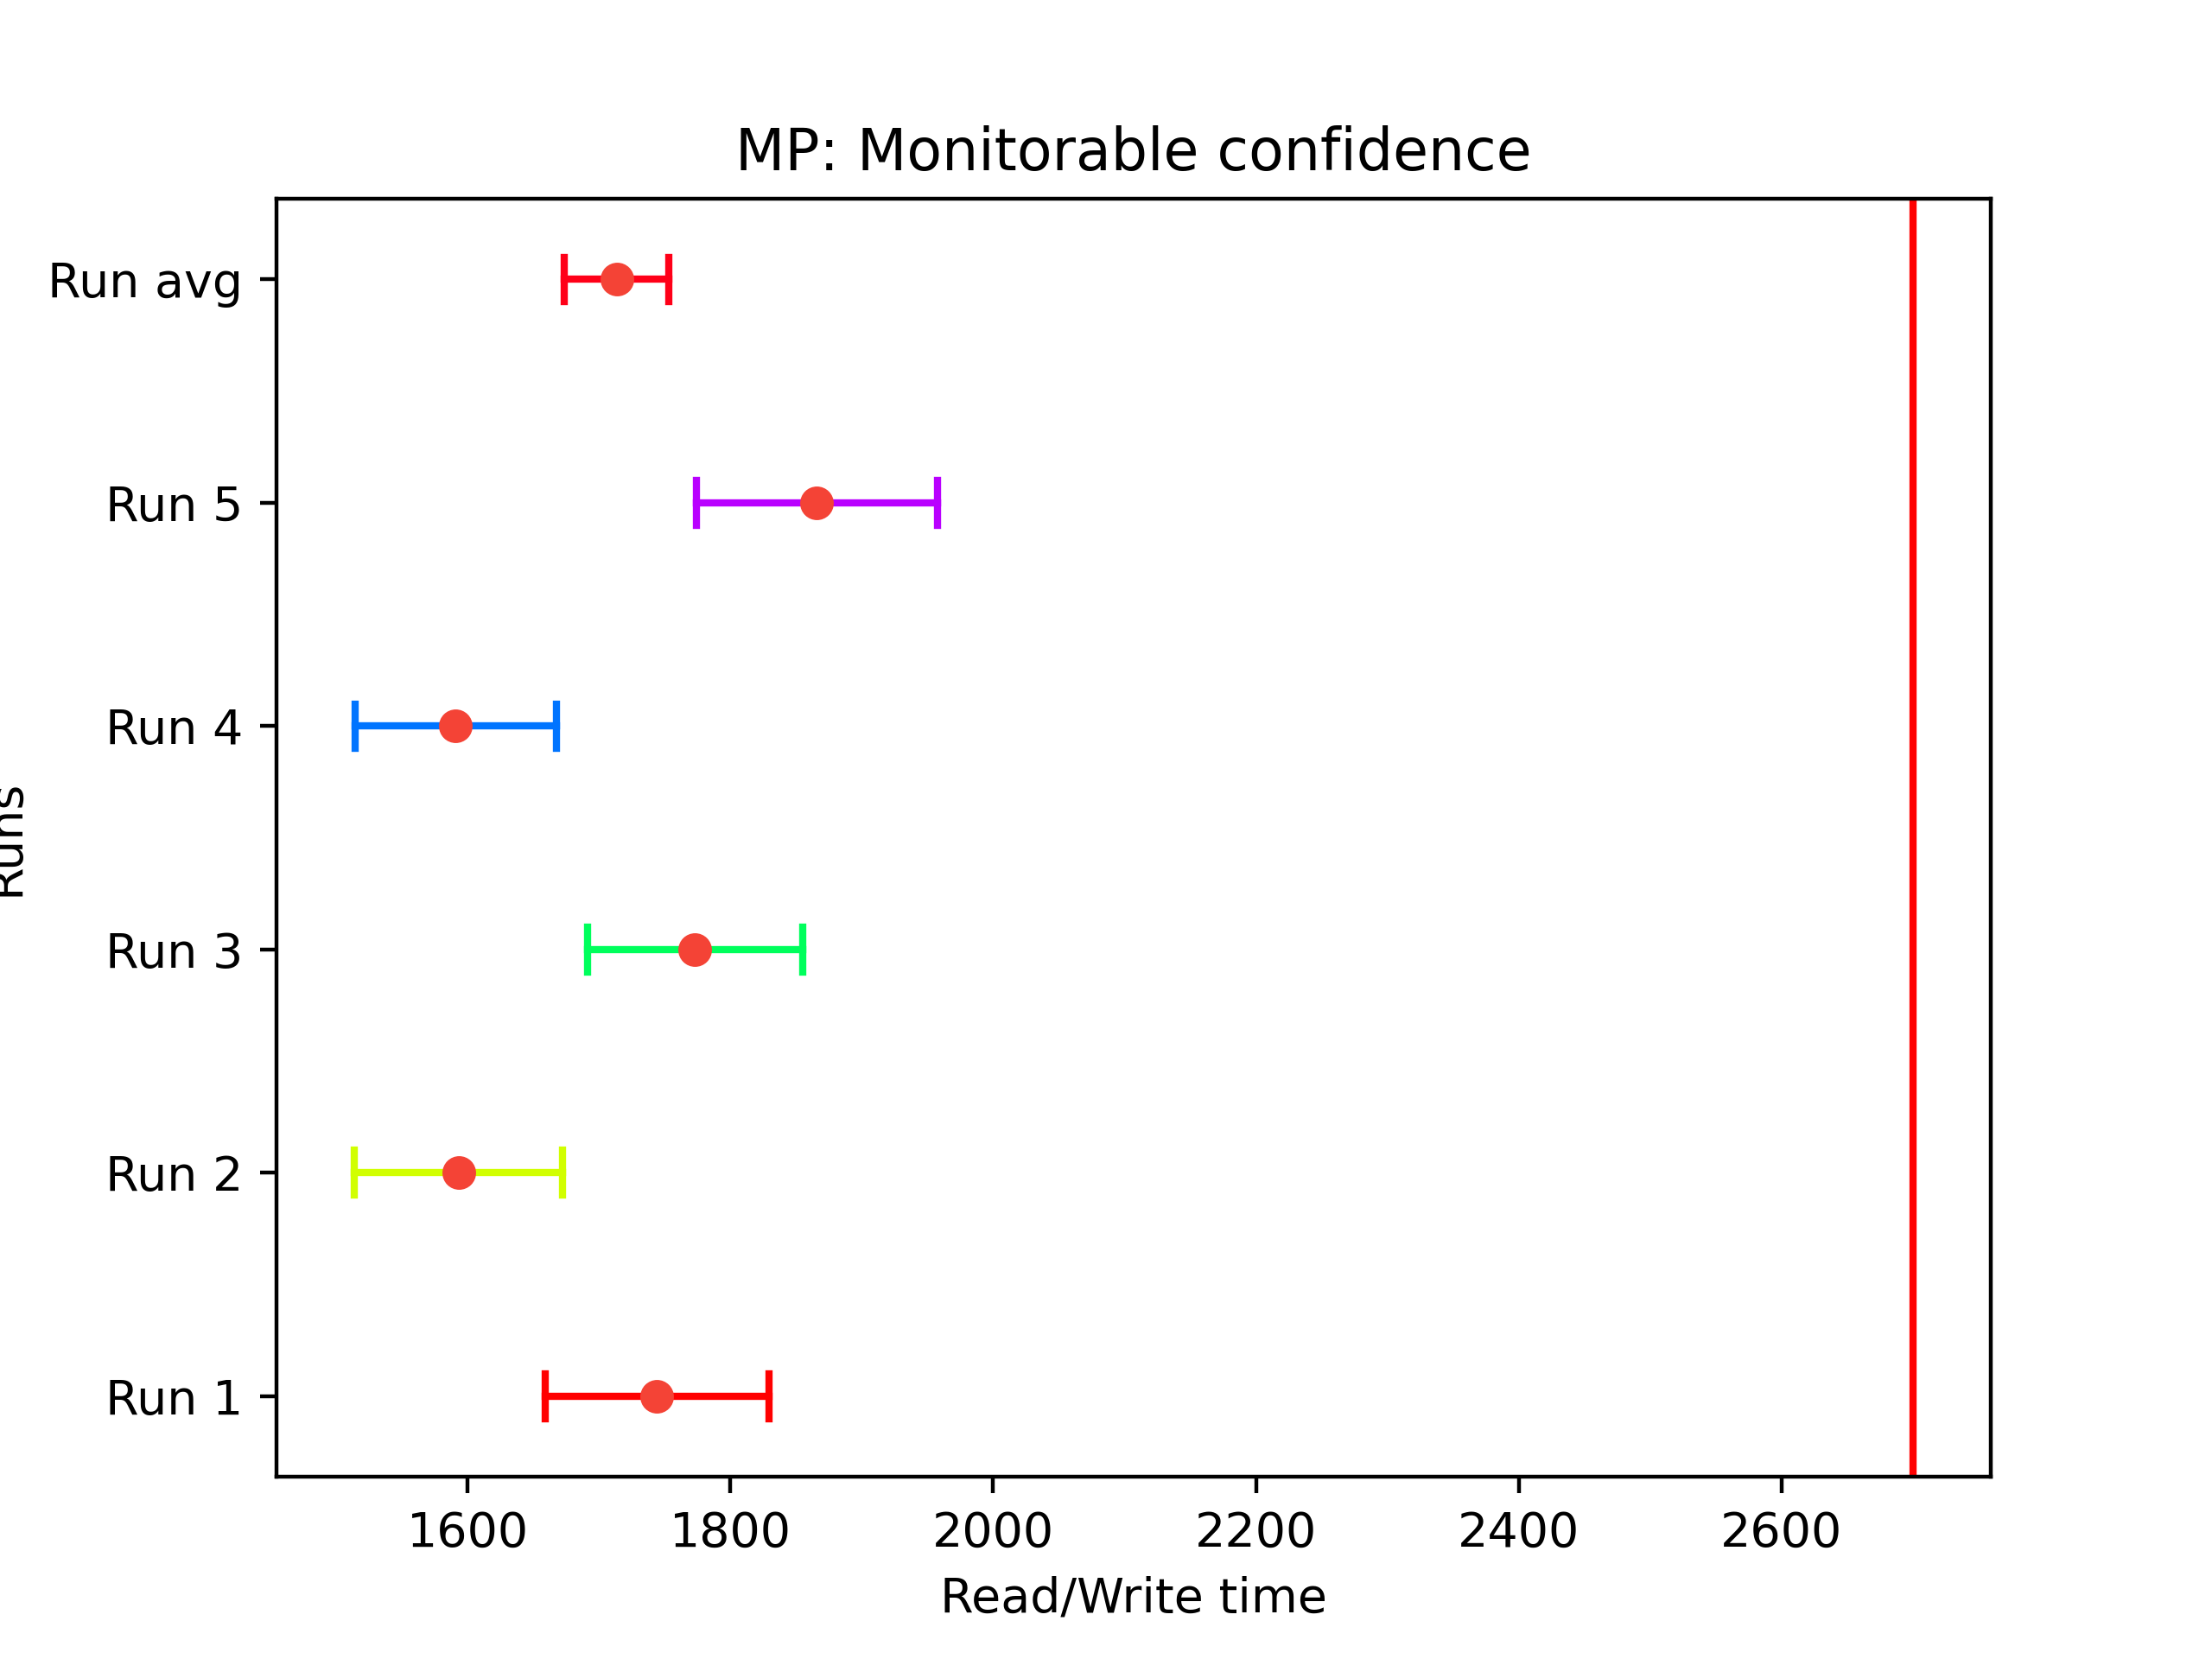 MP: Monitorable confidence
Run avg
Run 5
Run 4
Runs
Run 3
Run 2
Run 1
1600 1800 2000 2200 2400 2600
Read/Write time